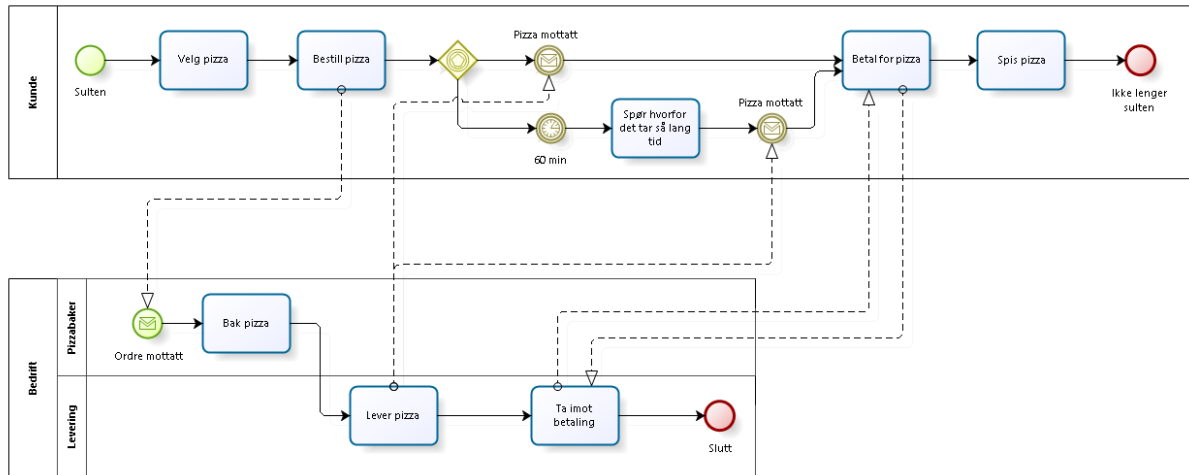 Kunde
Sulten
Velg pizza
Bestill pizza
Pizza mottatt
60 min
Spør hvorfor
det tar så lang
tid
Pizza mottatt
Betal for pizza
Spis pizza
Ikke lenger
sulten
Bedrift
Pizzabaker
Ordre mottatt
Bak pizza
Levering
Lever pizza
Ta imot
betaling
Slutt